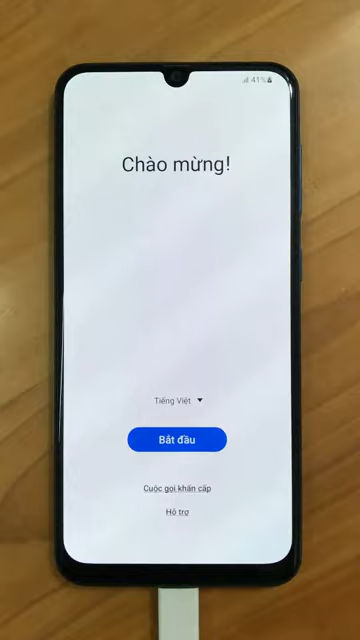 41%
Chào mừng!
Tiếng Việt
Bắt đầu
Cuộc gọi khẩn cấp
Hỗ trợ